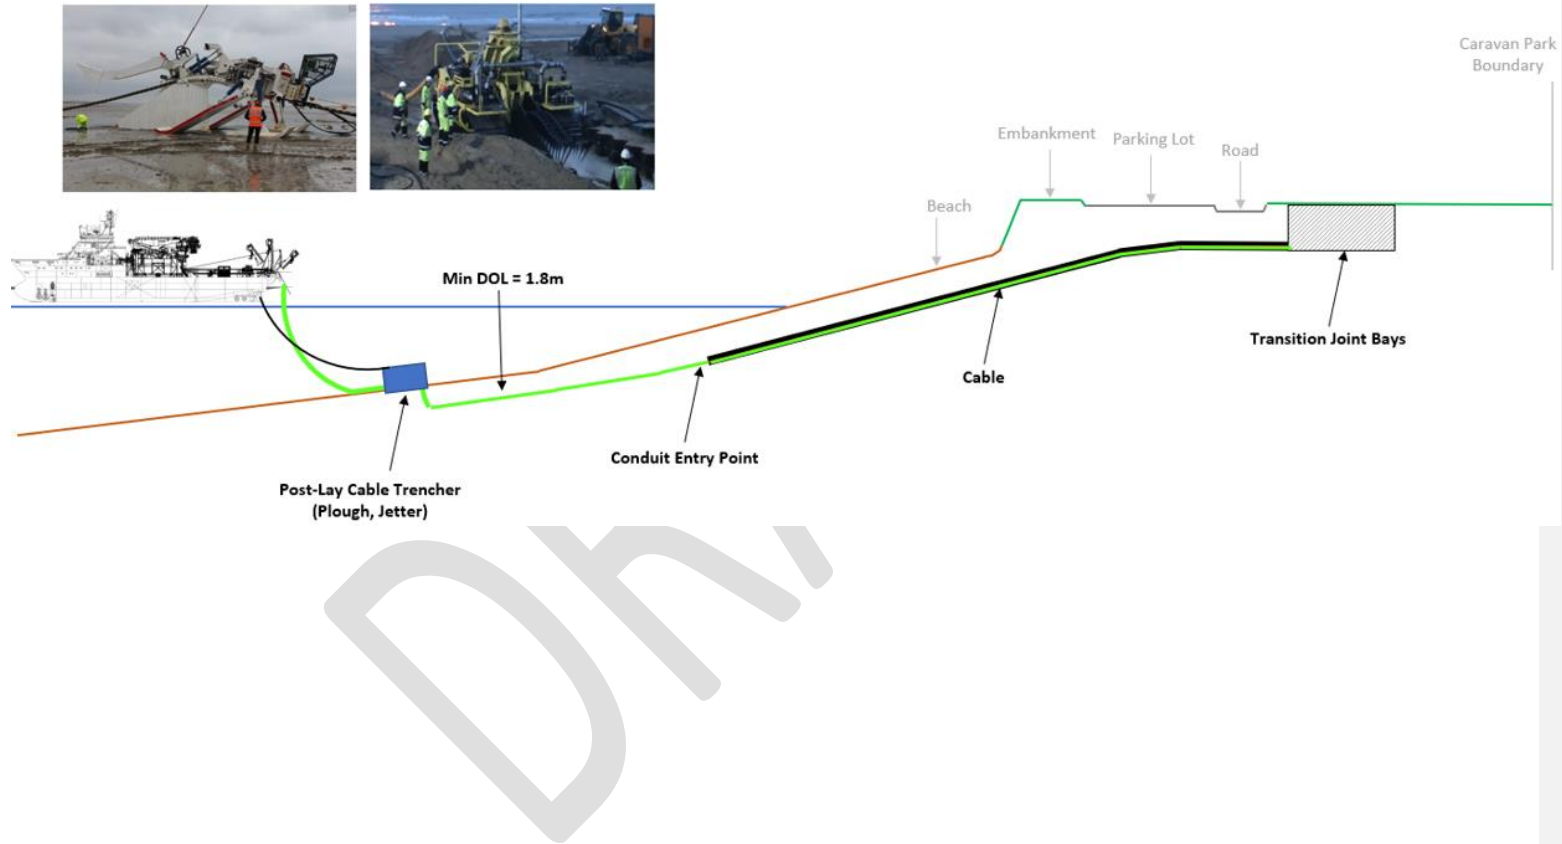 Caravan Park
Boundary
Embankment
Parking Lot
Road
Beach
Min DOL = 1.8m
Transition Joint Bays
Cable
Conduit Entry Point
Post-Lay Cable Trencher
(Plough, Jetter)